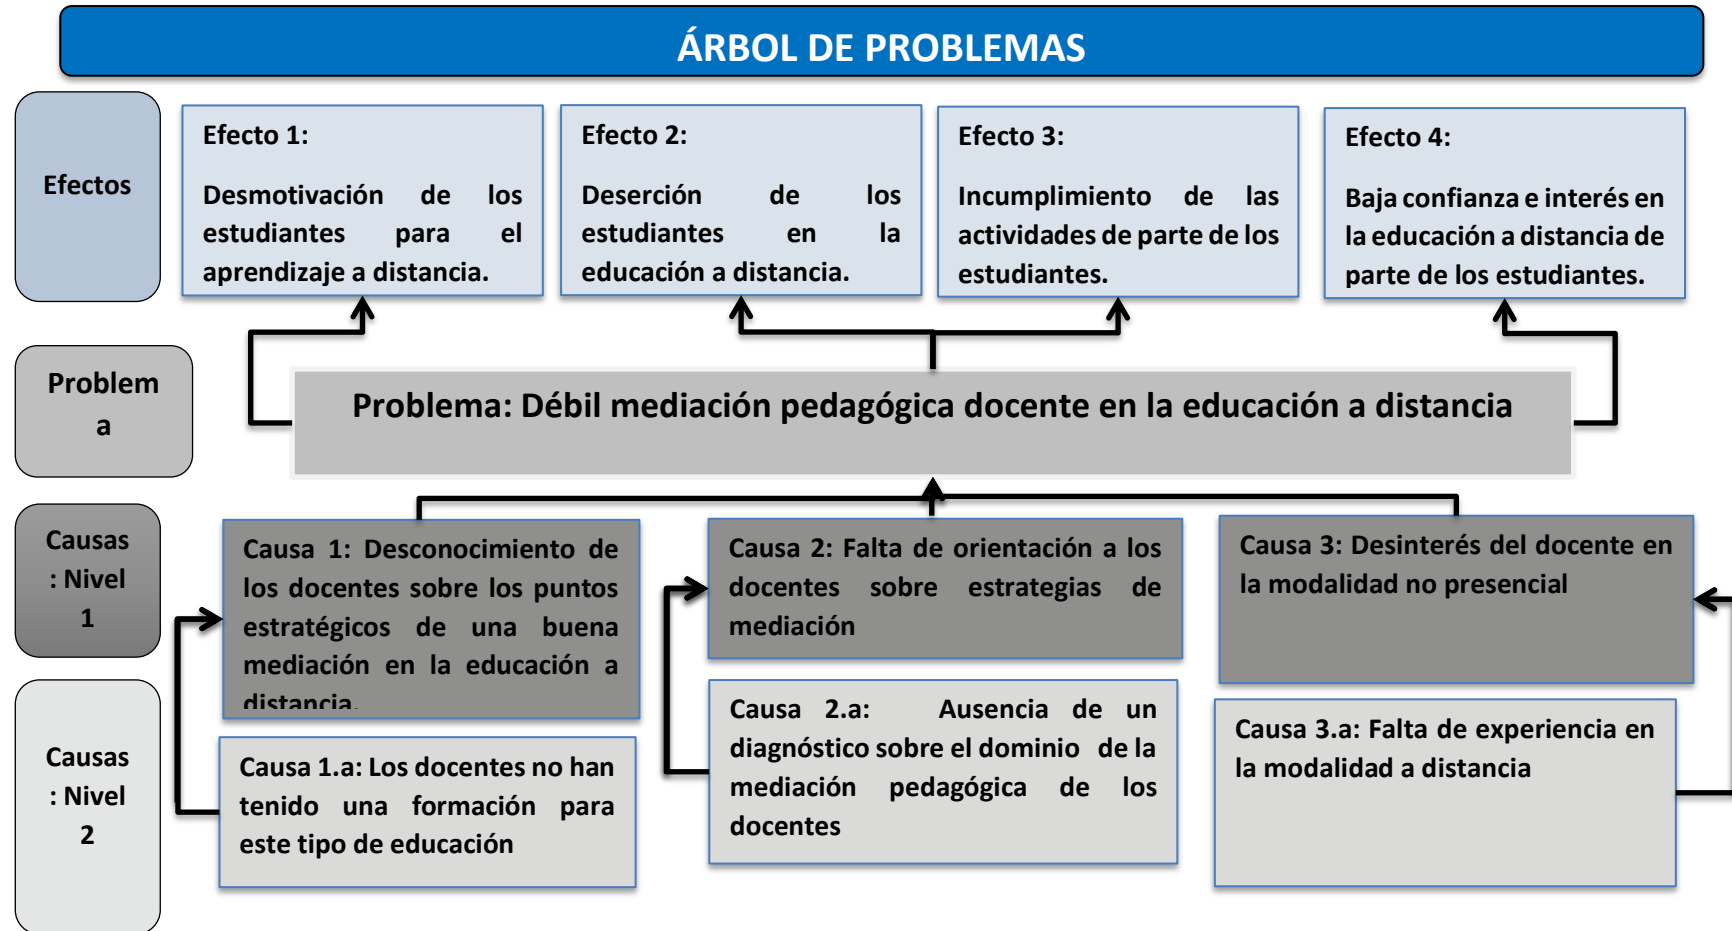 ÁRBOL DE PROBLEMAS
Efectos
Efecto 1:
Desmotivación de los
estudiantes para el
aprendizaje a distancia.
Efecto 2:
Deserción de los
estudiantes en la
educación a distancia.
Efecto 3:
Incumplimiento de las
actividades de parte de los
estudiantes.
Efecto 4:
Baja confianza e interés en
la educación a distancia de
parte de los estudiantes.
Problem
a
Problema: Débil mediación pedagógica docente en la educación a distancia
Causas
: Nivel
1
Causa 1: Desconocimiento de
los docentes sobre los puntos
estratégicos de una buena
mediación en la educación a
distancia.
Causa 2: Falta de orientación a los
docentes sobre estrategias de
mediación
Causa 3: Desinterés del docente en
la modalidad no presencial
Causas
: Nivel
2
Causa 1.a: Los docentes no han
tenido una formación para
este tipo de educación
Causa 2.a: Ausencia de un
diagnóstico sobre el dominio de la
mediación pedagógica de los
docentes
Causa 3.a: Falta de experiencia en
la modalidad a distancia